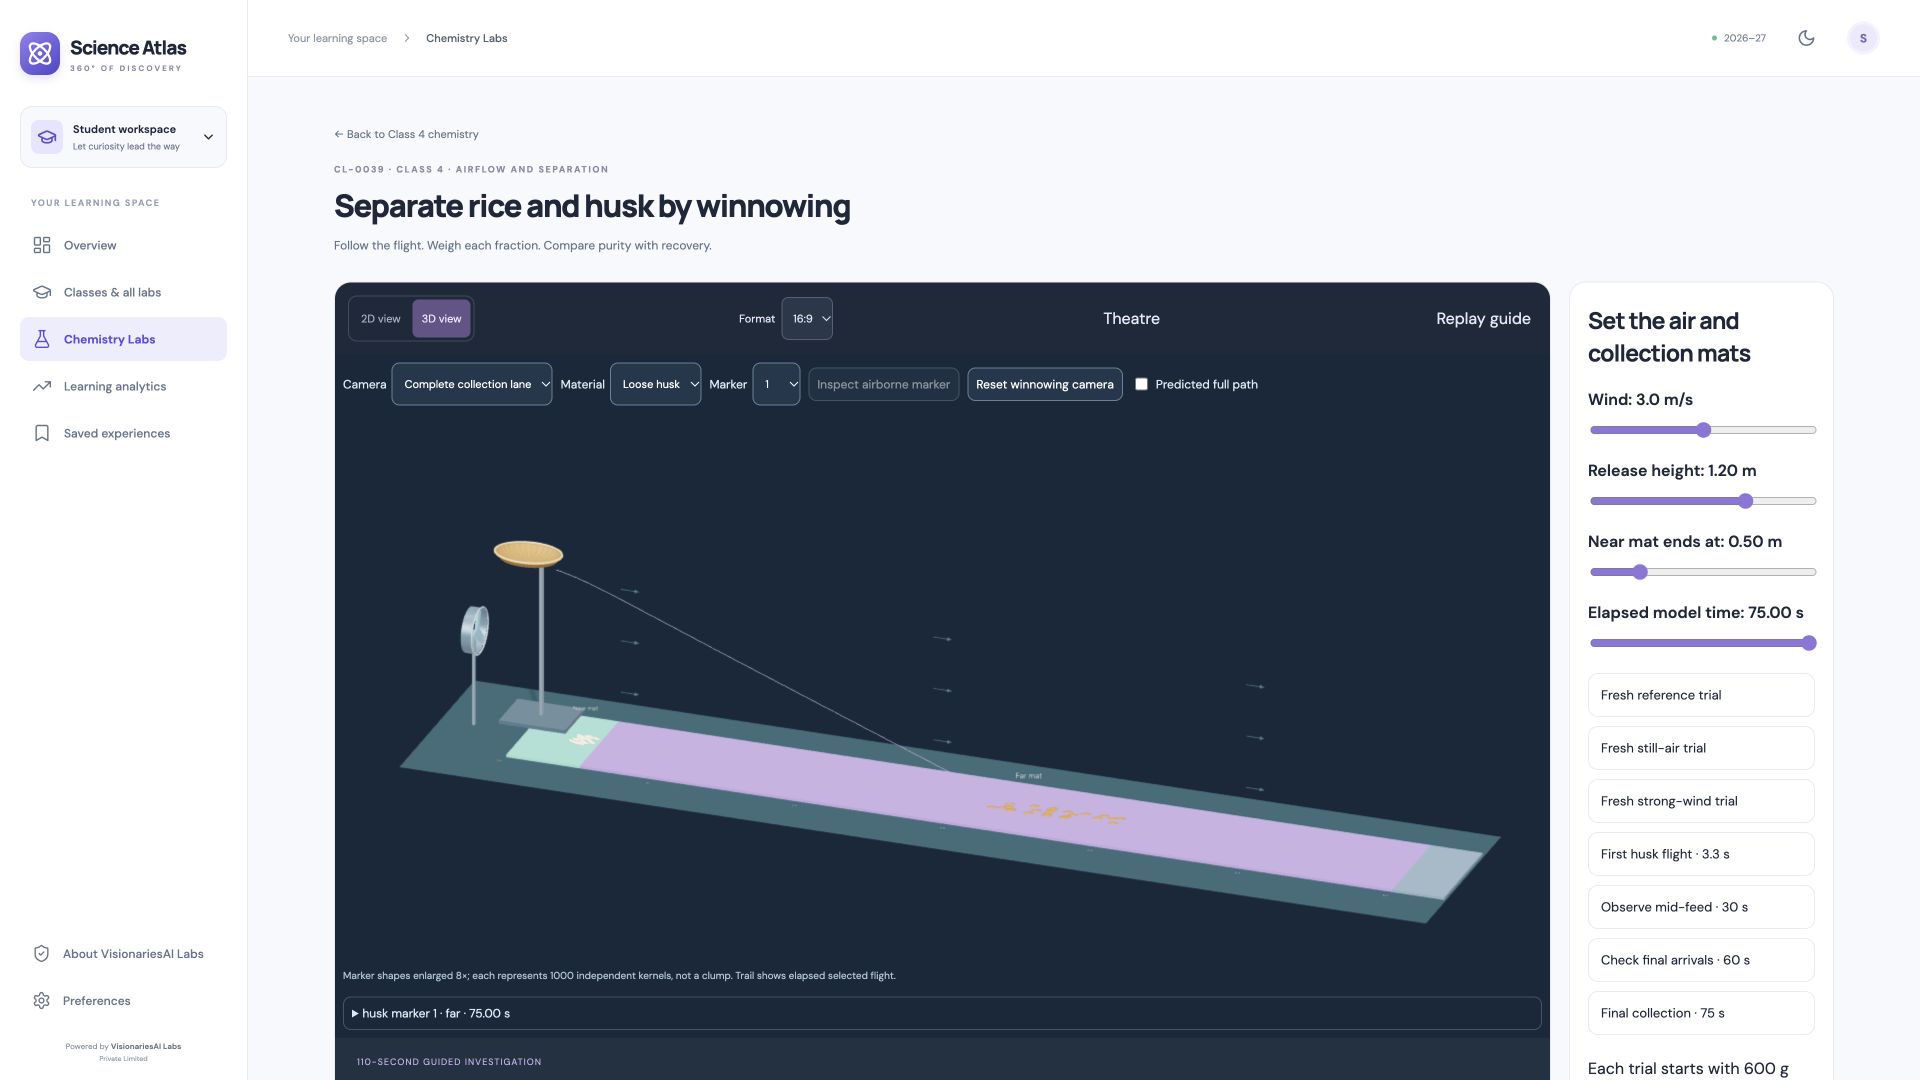 Science Atlas
360° OF DISCOVERY
Student workspace
Let curiosity lead the way
YOUR LEARNING SPACE
Overview
Classes & all labs
Chemistry Labs
Learning analytics
Saved experiences
About VisionariesAI Labs
Preferences
Powered by VisionariesAI Labs
Private Limited
Your learning space
Chemistry Labs
2026–27
S
← Back to Class 4 chemistry
CL-0039 · CLASS 4 · AIRFLOW AND SEPARATION
Separate rice and husk by winnowing
Follow the flight. Weigh each fraction. Compare purity with recovery.
2D view
3D view
Format
16:9
Theatre
Replay guide
Camera
Complete collection lane
Material
Loose husk
Marker
1
Inspect airborne marker
Reset winnowing camera
Predicted full path
Near mat
Far mat
Marker shapes enlarged 8×; each represents 1000 independent kernels, not a clump. Trail shows elapsed selected flight.
husk marker 1 · far · 75.00 s
110-SECOND GUIDED INVESTIGATION
Set the air and
collection mats
Wind: 3.0 m/s
Release height: 1.20 m
Near mat ends at: 0.50 m
Elapsed model time: 75.00 s
Fresh reference trial
Fresh still-air trial
Fresh strong-wind trial
First husk flight · 3.3 s
Observe mid-feed · 30 s
Check final arrivals · 60 s
Final collection · 75 s
Each trial starts with 600 g